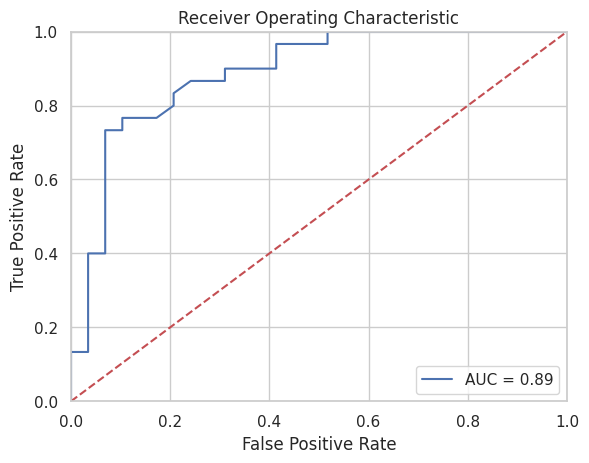 Receiver Operating Characteristic
True Positive Rate
1.0
0.8
0.6
0.4
0.2
0.0
AUC = 0.89
0.0 0.2 0.4 0.6 0.8 1.0
False Positive Rate